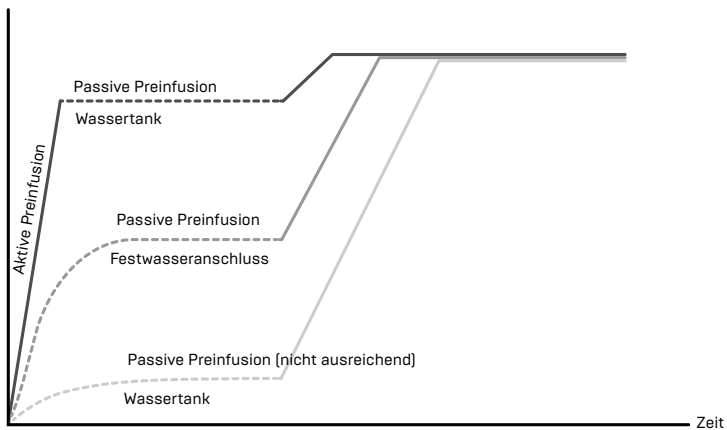 Passive Preinfusion
Wassertank
Aktive Preinfusion
Passive Preinfusion
Festwasseranschluss
Passive Preinfusion (nicht ausreichend)
Wassertank
Zeit